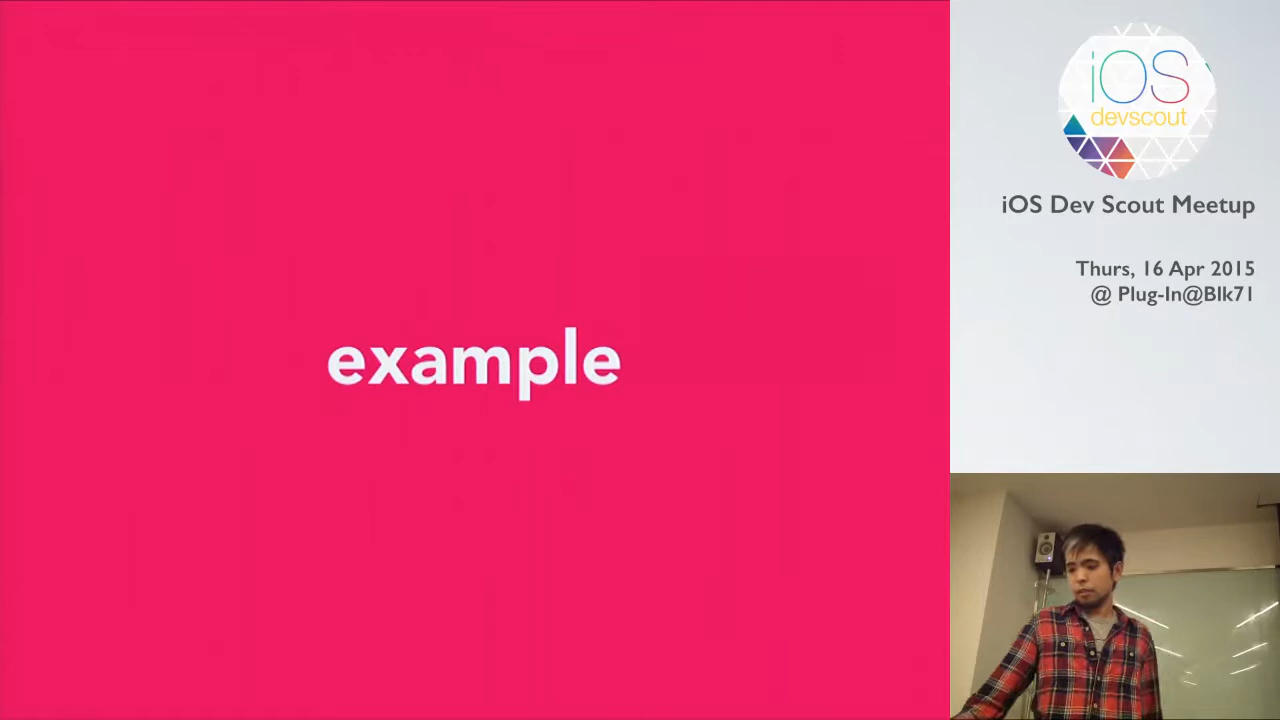 example
iOS
devscout
iOS Dev Scout Meetup
Thurs, 16 Apr 2015
@ Plug-In@Blk71